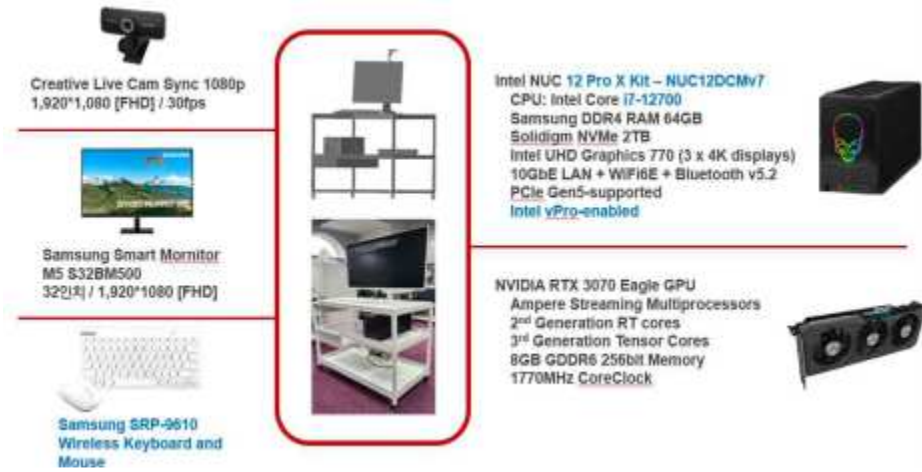 Creative Live Cam Sync 1080p
1,920*1,080 [FHD] / 30fps
Samsung Smart Mornitor
M5 S32BM500
32인치 / 1,920*1080 [FHD]
Samsung SRP-9610
Wireless Keyboard and
Mouse
Intel NUC 12 Pro X Kit – NUC12DCMv7
CPU: Intel Core i7-12700
Samsung DDR4 RAM 64GB
Solidigm NVMe 2TB
Intel UHD Graphics 770 (3 x 4K displays)
10GbE LAN + WiFi6E + Bluetooth v5.2
PCIe Gen5-supported
Intel vPro-enabled
NVIDIA RTX 3070 Eagle GPU
Ampere Streaming Multiprocessors
2nd Generation RT cores
3rd Generation Tensor Cores
8GB GDDR6 256bit Memory
1770MHz CoreClock